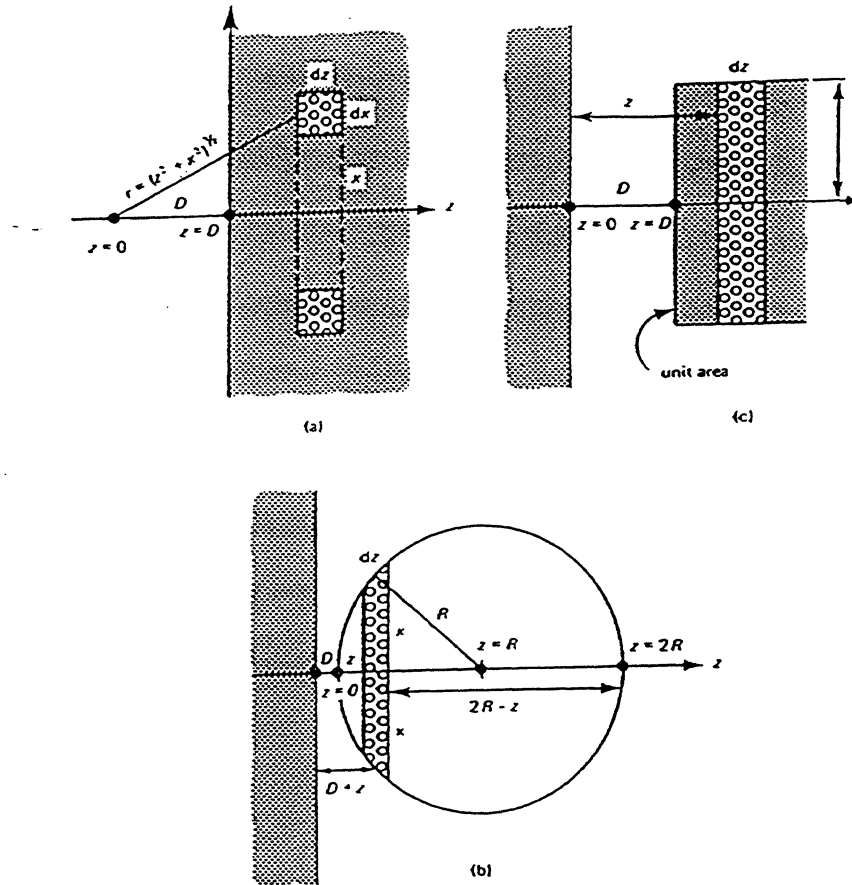 dz
dx
r = (z² + x²)^½
x
D
z
z = 0
z = D
(a)
dz
z
D
z = 0
z = D
unit area
(c)
dz
R
x
z = R
z = 2R
D
z
z
z = 0
2R - z
x
D + z
(b)